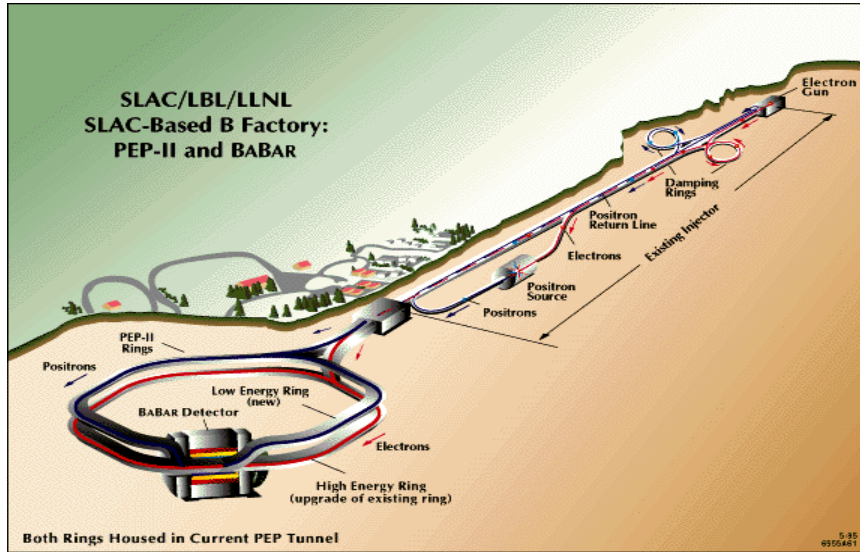 SLAC/LBL/LLNL
SLAC-Based B Factory:
PEP-II and BABAR
Electron
Gun
Damping
Rings
Positron
Return Line
Electrons
Existing Injector
Positron
Source
Positrons
PEP-II
Rings
Positrons
Low Energy Ring
(new)
BABAR Detector
Electrons
High Energy Ring
(upgrade of existing ring)
Both Rings Housed in Current PEP Tunnel
5-95
6955A61